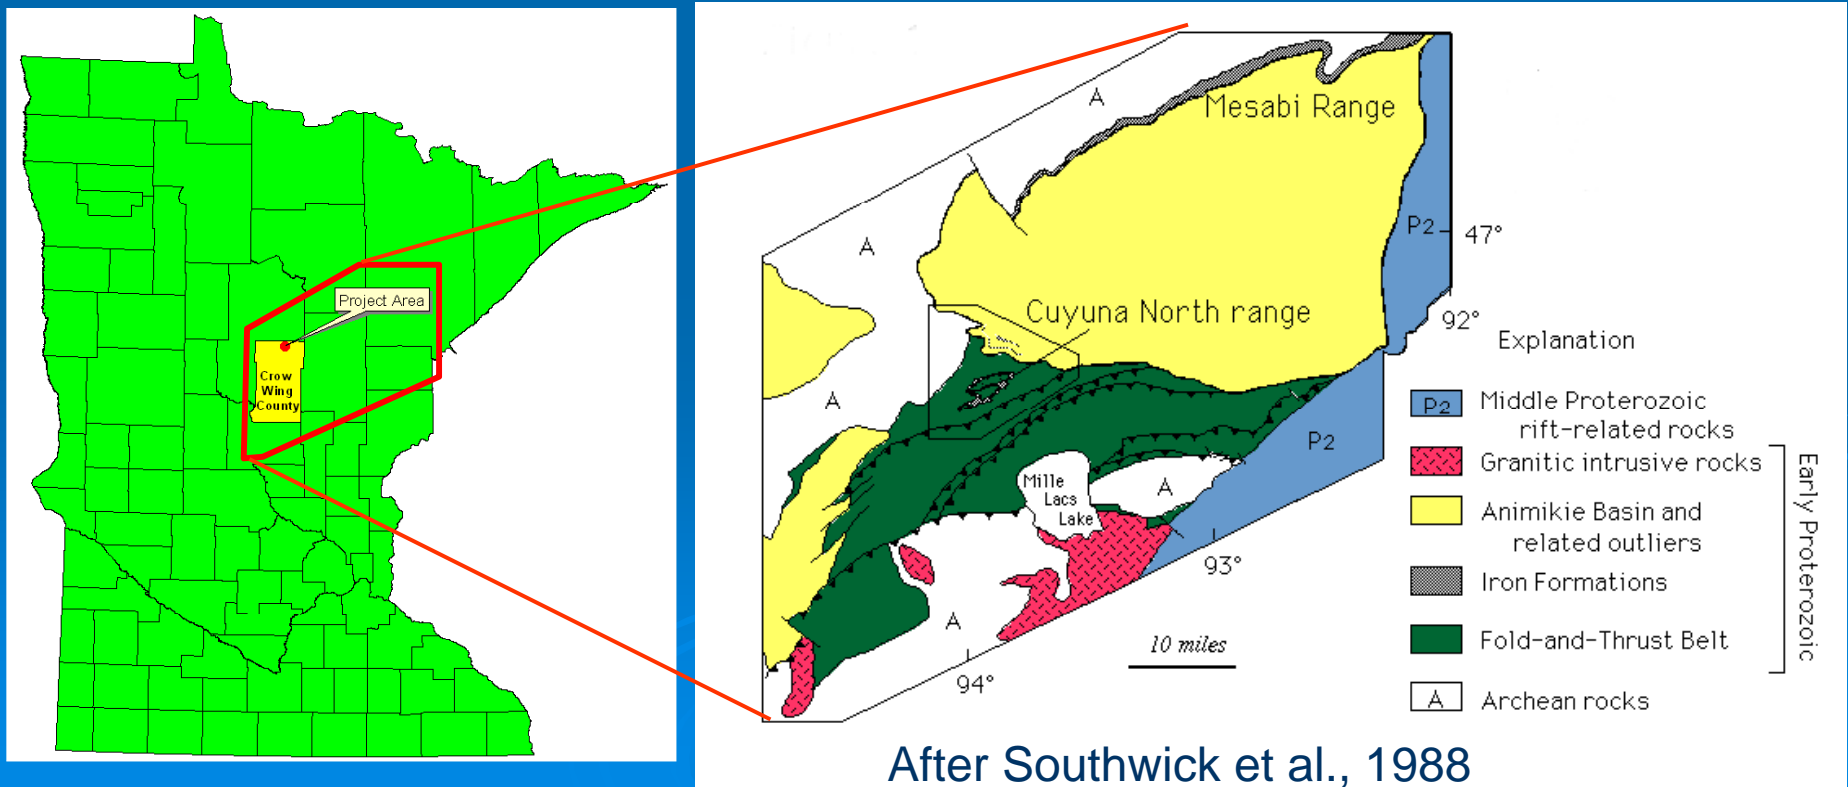 Project Area
Crow
Wing
County
A
Mesabi Range
A
P2
47°
Cuyuna North range
92°
A
P2
Mille
Lacs
Lake
A
93°
A
10 miles
94°
Explanation
P2 Middle Proterozoic
rift-related rocks
Granitic intrusive rocks
Animikie Basin and
related outliers
Iron Formations
Fold-and-Thrust Belt
A Archean rocks
Early Proterozoic
After Southwick et al., 1988